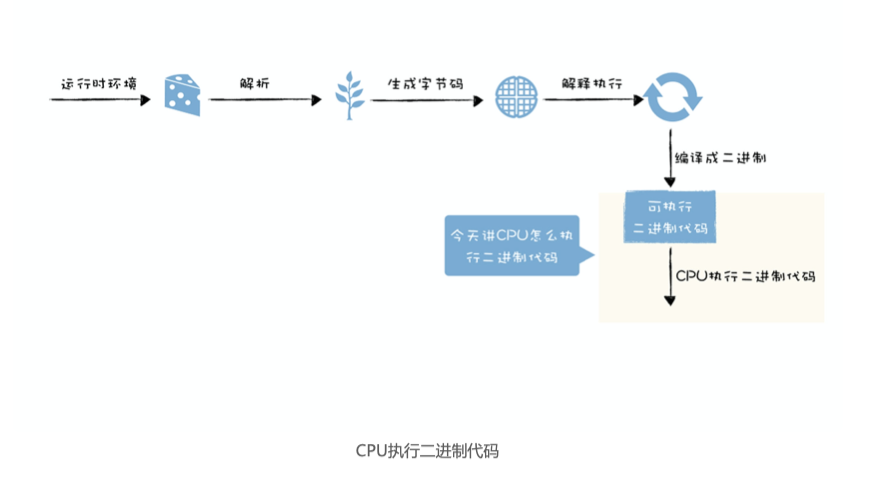 运行时环境
解析
生成字节码
解释执行
编译成二进制
可执行
二进制代码
今天讲CPU怎么执
行二进制代码
CPU执行二进制代码
CPU执行二进制代码